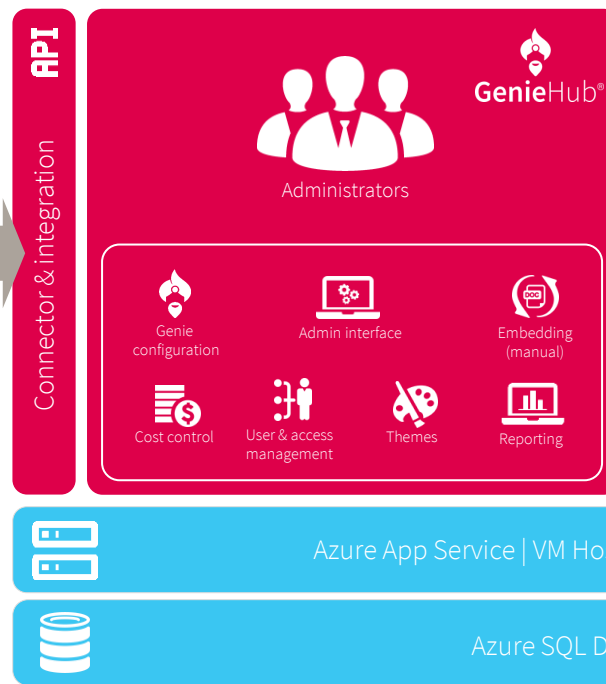 API
Connector & integration
GenieHub®
Administrators
Genie
configuration
Admin interface
DOC
Embedding
(manual)
Cost control
User & access
management
Themes
Reporting
Azure App Service | VM Ho
Azure SQL D